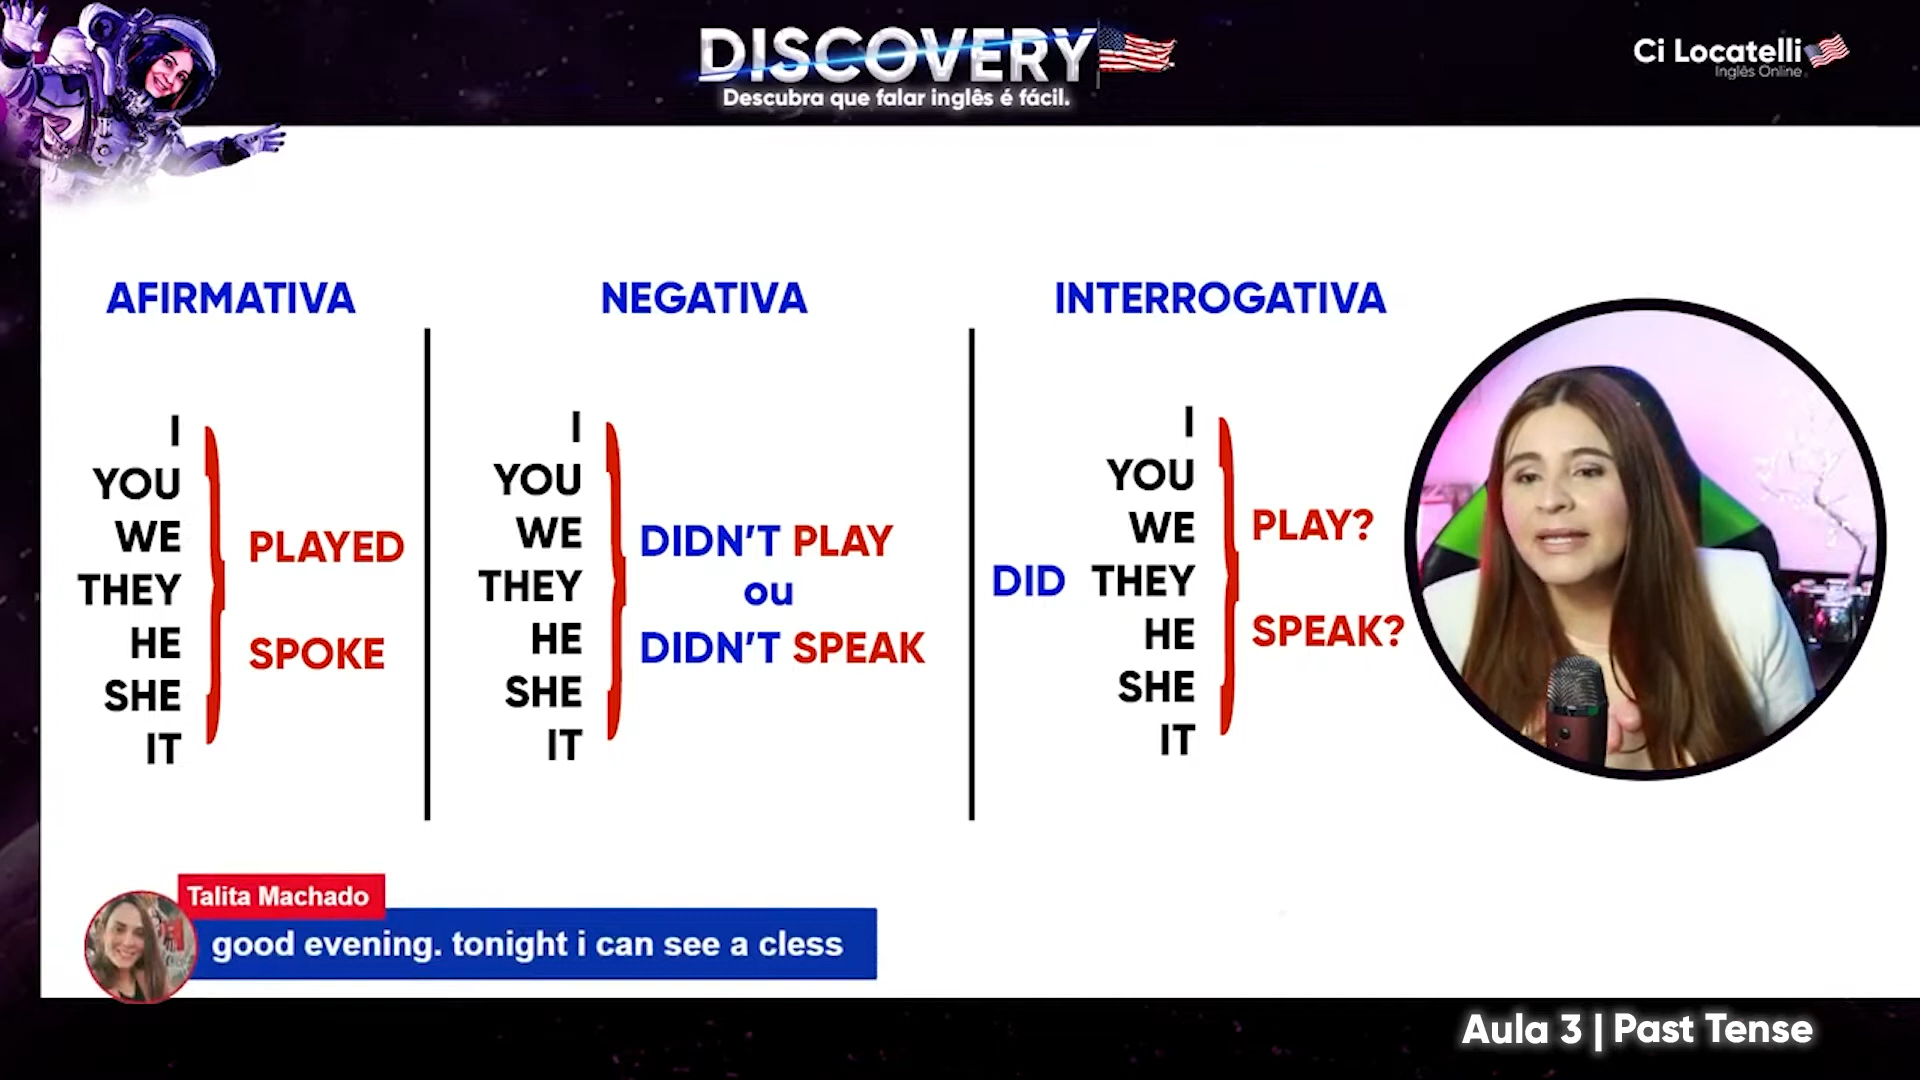 DISCOVERY
Descubra que falar inglês é fácil.
Ci Locatelli
Inglês Online
AFIRMATIVA
I
YOU
WE
THEY
HE
SHE
IT
PLAYED
SPOKE
NEGATIVA
I
YOU
WE
THEY
HE
SHE
IT
DIDN’T PLAY
ou
DIDN’T SPEAK
INTERROGATIVA
DID
I
YOU
WE
THEY
HE
SHE
IT
PLAY?
SPEAK?
Talita Machado
good evening. tonight i can see a cless
Aula 3 | Past Tense